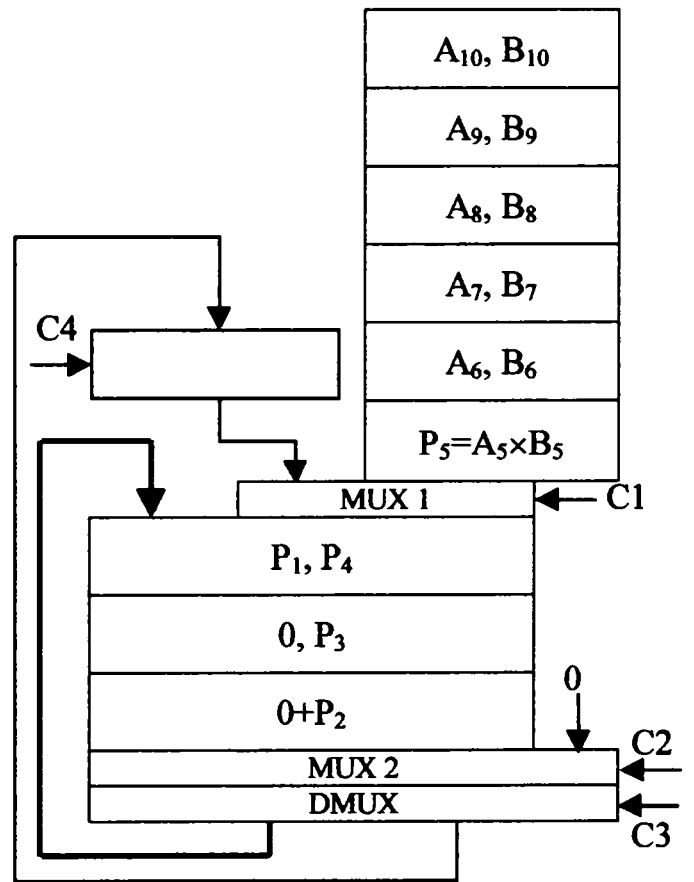 A₁₀, B₁₀
A₉, B₉
A₈, B₈
A₇, B₇
C4
A₆, B₆
P₅=A₅×B₅
MUX 1
C1
P₁, P₄
0, P₃
0
0+P₂
C2
MUX 2
DMUX
C3